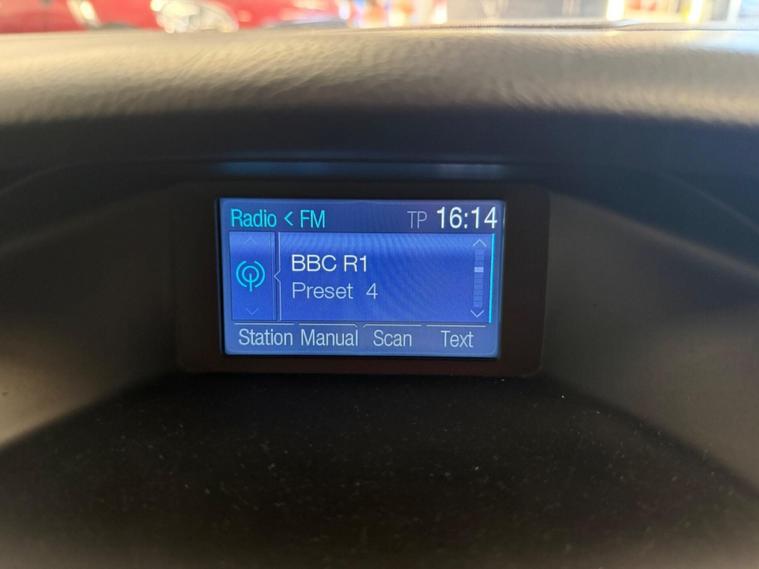 Radio < FM TP 16:14
BBC R1
Preset 4
Station Manual Scan Text